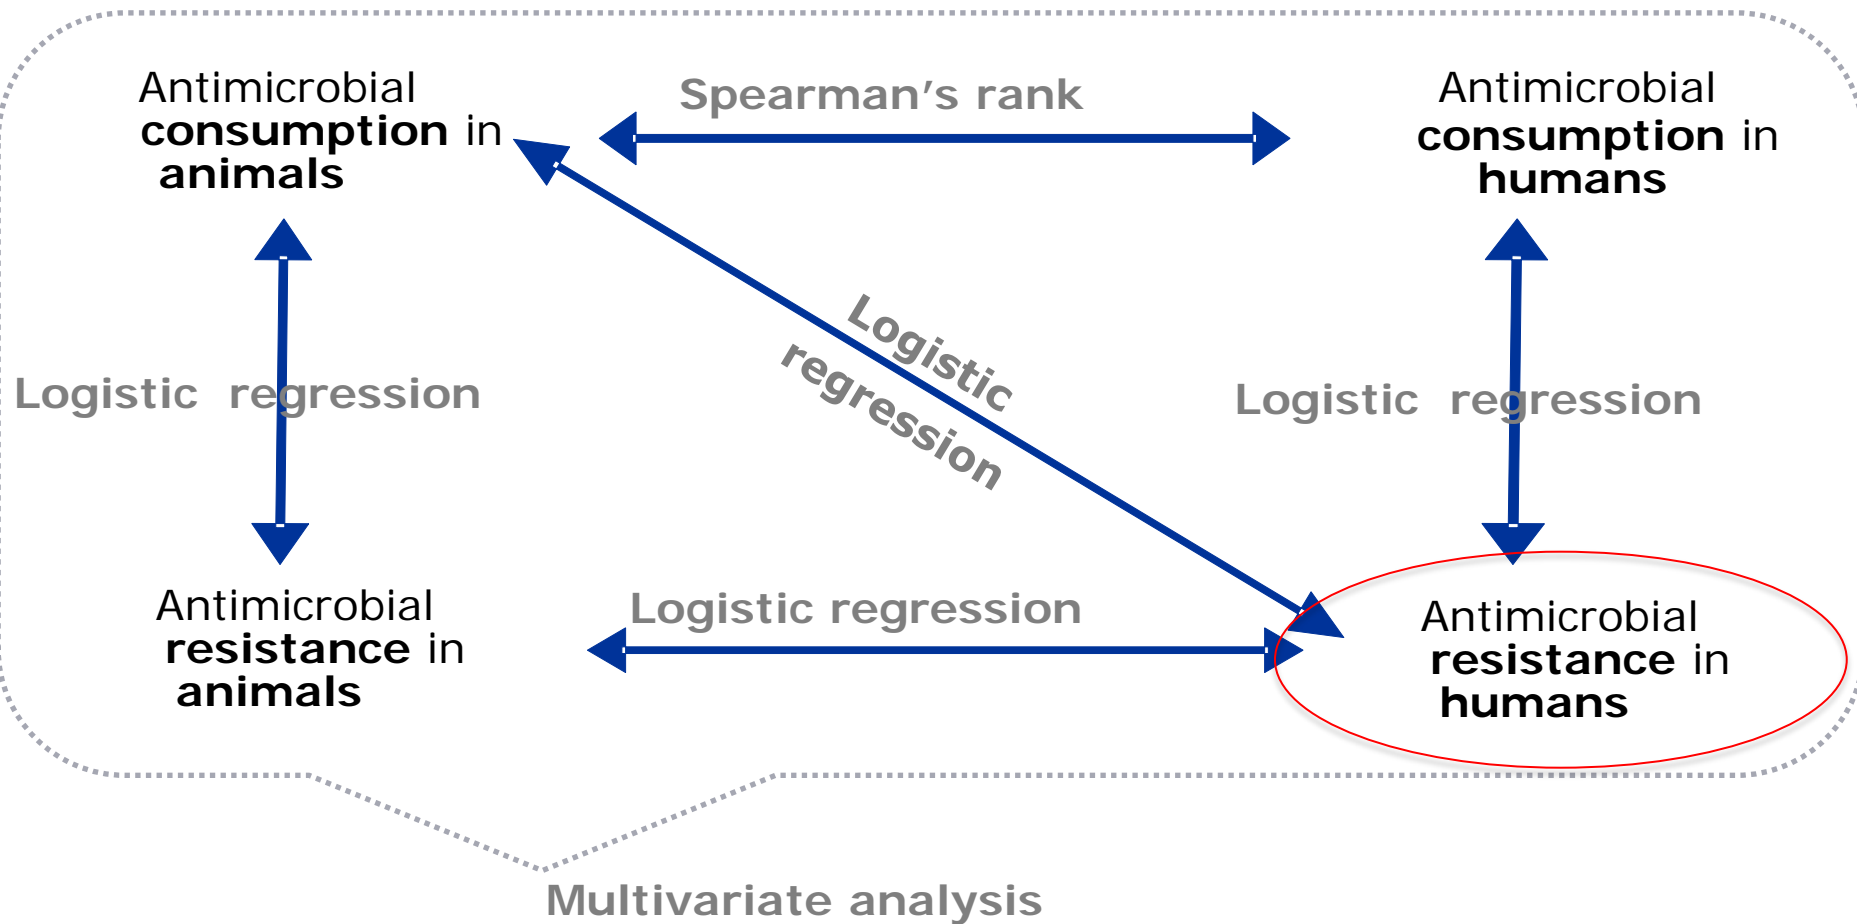 Antimicrobial
consumption in
animals
Spearman’s rank
Antimicrobial
consumption in
humans
Logistic regression
Logistic
regression
Logistic regression
Antimicrobial
resistance in
animals
Logistic regression
Antimicrobial
resistance in
humans
Multivariate analysis